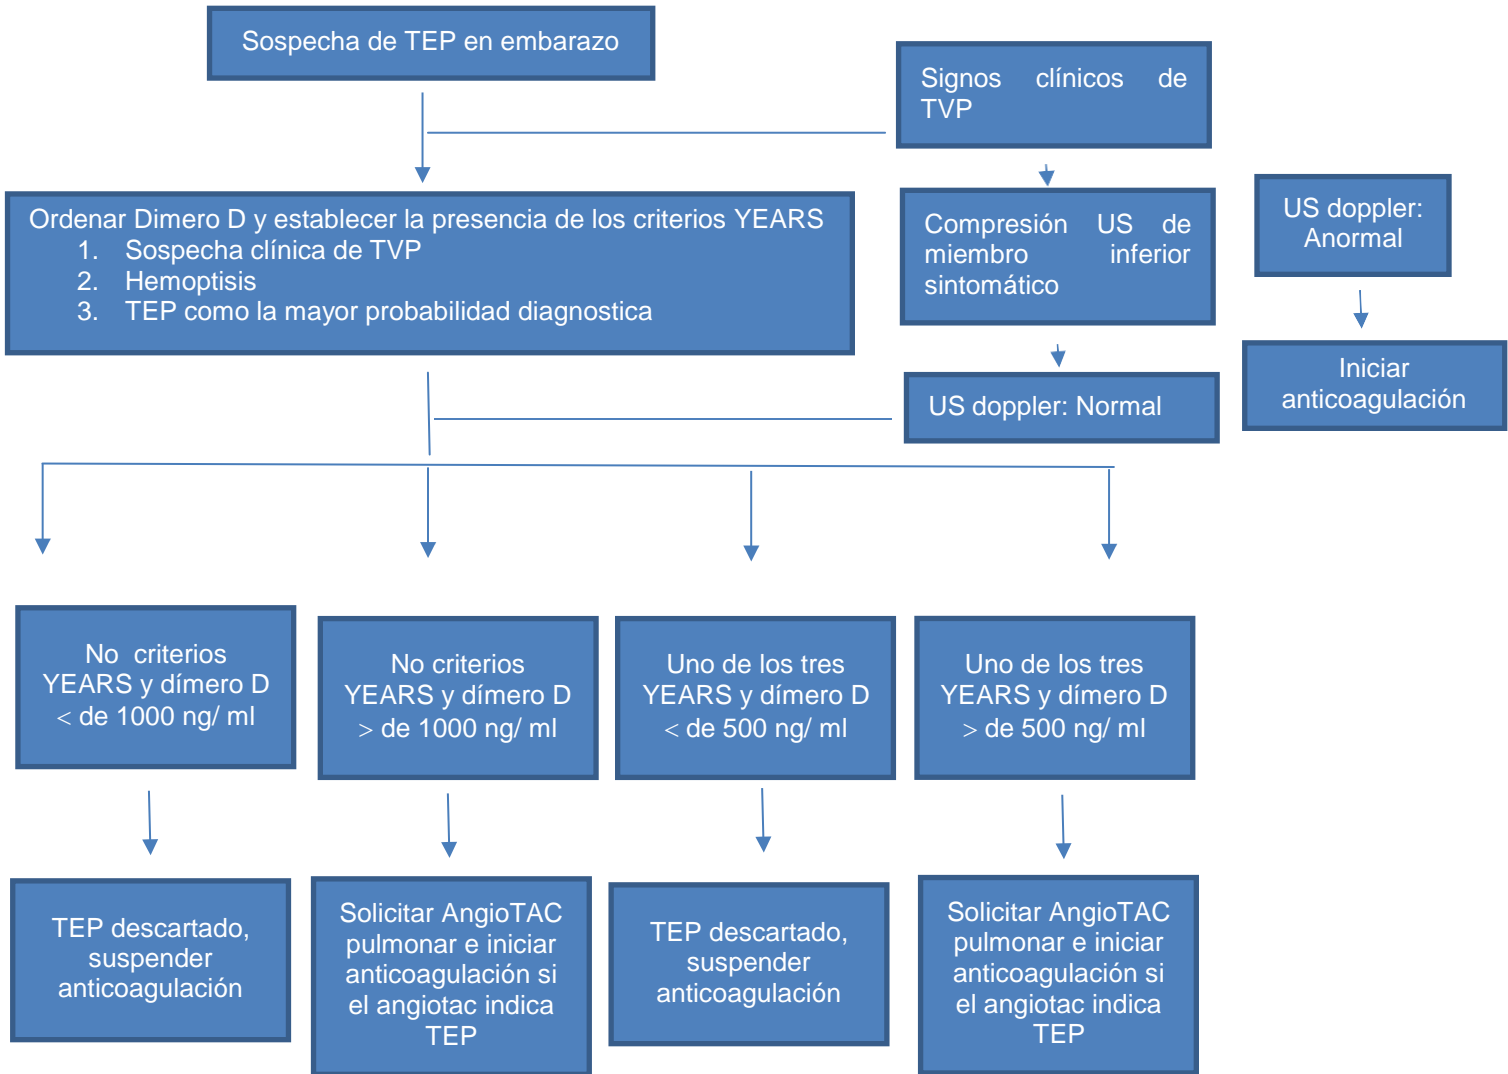 Sospecha de TEP en embarazo
Signos clínicos de
TVP
Ordenar Dimero D y establecer la presencia de los criterios YEARS
1. Sospecha clínica de TVP
2. Hemoptisis
3. TEP como la mayor probabilidad diagnostica
Compresión US de
miembro inferior
sintomático
US doppler:
Anormal
Iniciar
anticoagulación
US doppler: Normal
No criterios
YEARS y dímero D
< de 1000 ng/ ml
No criterios
YEARS y dímero D
> de 1000 ng/ ml
Uno de los tres
YEARS y dímero D
< de 500 ng/ ml
Uno de los tres
YEARS y dímero D
> de 500 ng/ ml
TEP descartado,
suspender
anticoagulación
Solicitar AngioTAC
pulmonar e iniciar
anticoagulación si
el angiotac indica
TEP
TEP descartado,
suspender
anticoagulación
Solicitar AngioTAC
pulmonar e iniciar
anticoagulación si
el angiotac indica
TEP